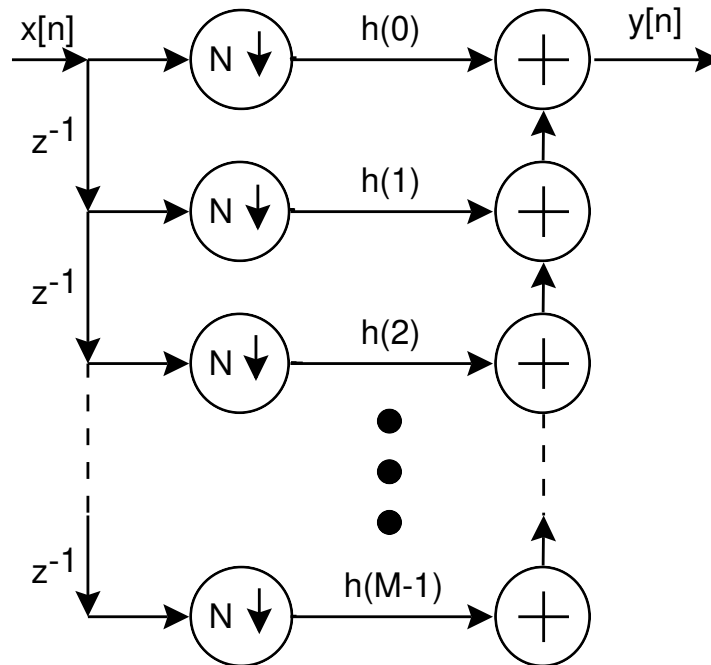 x[n] N h(0) + y[n]
z⁻¹
N h(1) +
z⁻¹
N h(2) +
z⁻¹
N h(M-1) +